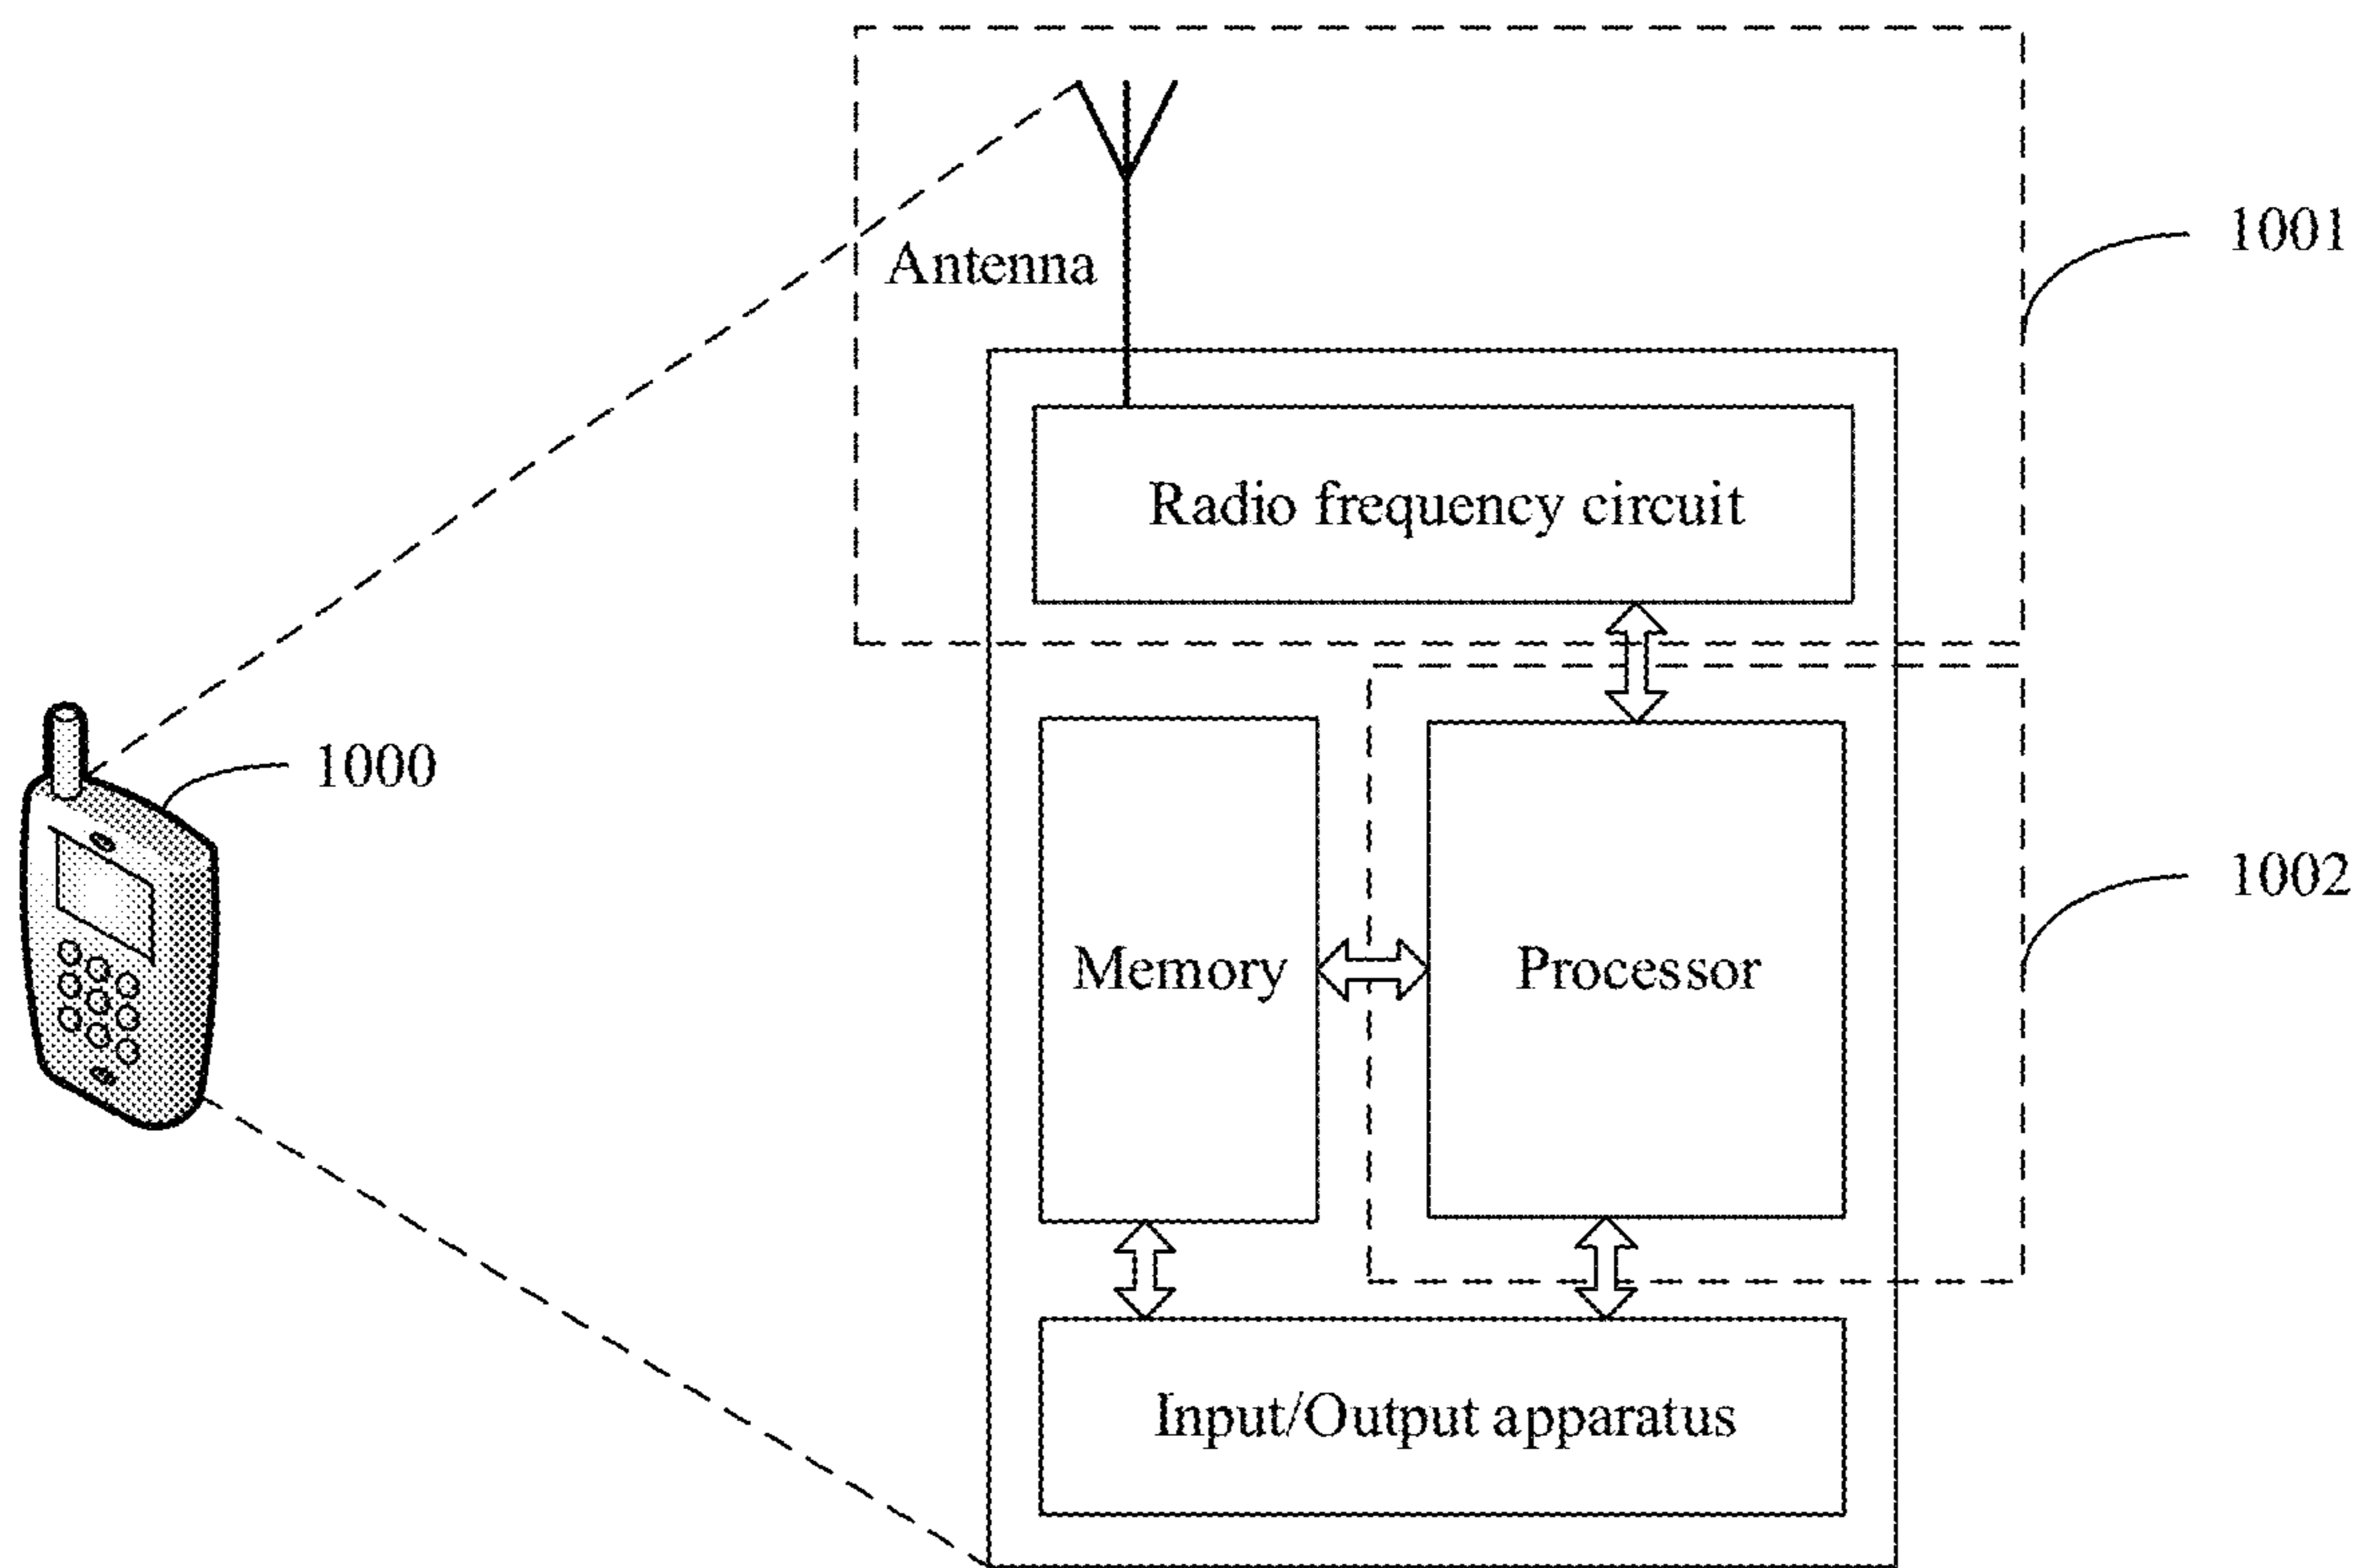 1001
Antenna
Radio frequency circuit
1000
1002
Memory
Processor
Input/Output apparatus